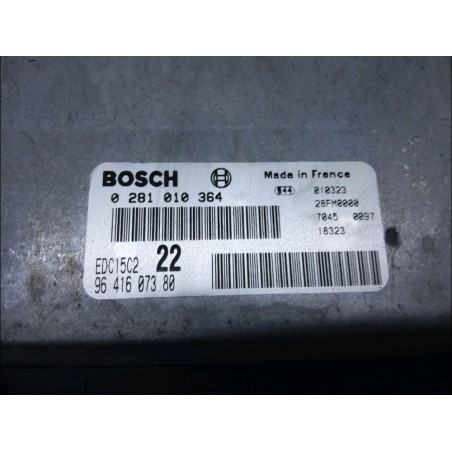 BOSCH Made in France
0 281 010 364 S44 010323
28FM0000
7045 0097
18323
EDC15C2 22
96 416 073 80